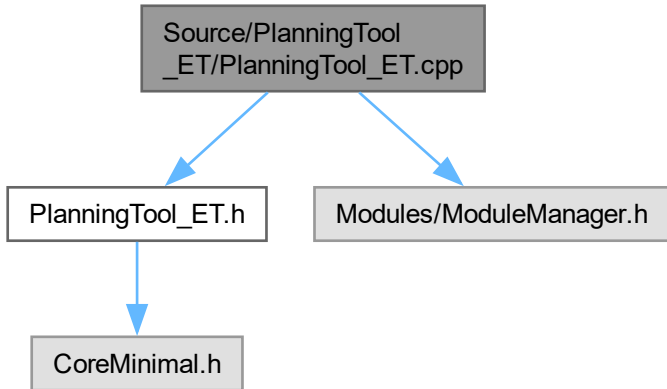 Source/PlanningTool
_ET/PlanningTool_ET.cpp
PlanningTool_ET.h
Modules/ModuleManager.h
CoreMinimal.h